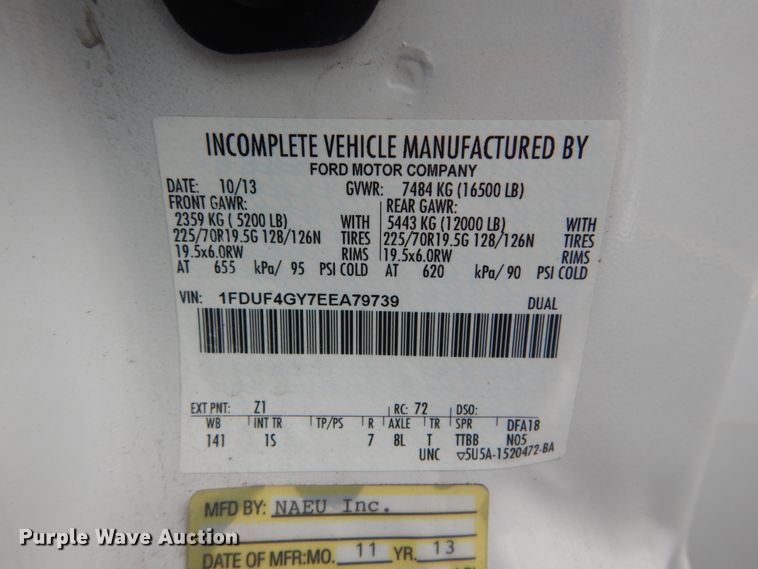 INCOMPLETE VEHICLE MANUFACTURED BY
FORD MOTOR COMPANY
DATE: 10/13 GVWR: 7484 KG (16500 LB)
FRONT GAWR: REAR GAWR:
2359 KG ( 5200 LB) WITH 5443 KG (12000 LB) WITH
225/70R19.5G 128/126N TIRES 225/70R19.5G 128/126N TIRES
19.5x6.0RW RIMS 19.5x6.0RW RIMS
AT 655 kPa/ 95 PSI COLD AT 620 kPa/ 90 PSI COLD
VIN: 1FDUF4GY7EEA79739 DUAL
EXT PNT: Z1 RC: 72 DSO:
WB INT TR TP/PS R AXLE TR SPR DFA18
141 1S 7 8L T TTBB N05
UNC ▽5U5A-1520472-BA
MFD BY: NAEU Inc.
DATE OF MFR:MO. 11 YR. 13
Purple Wave Auction